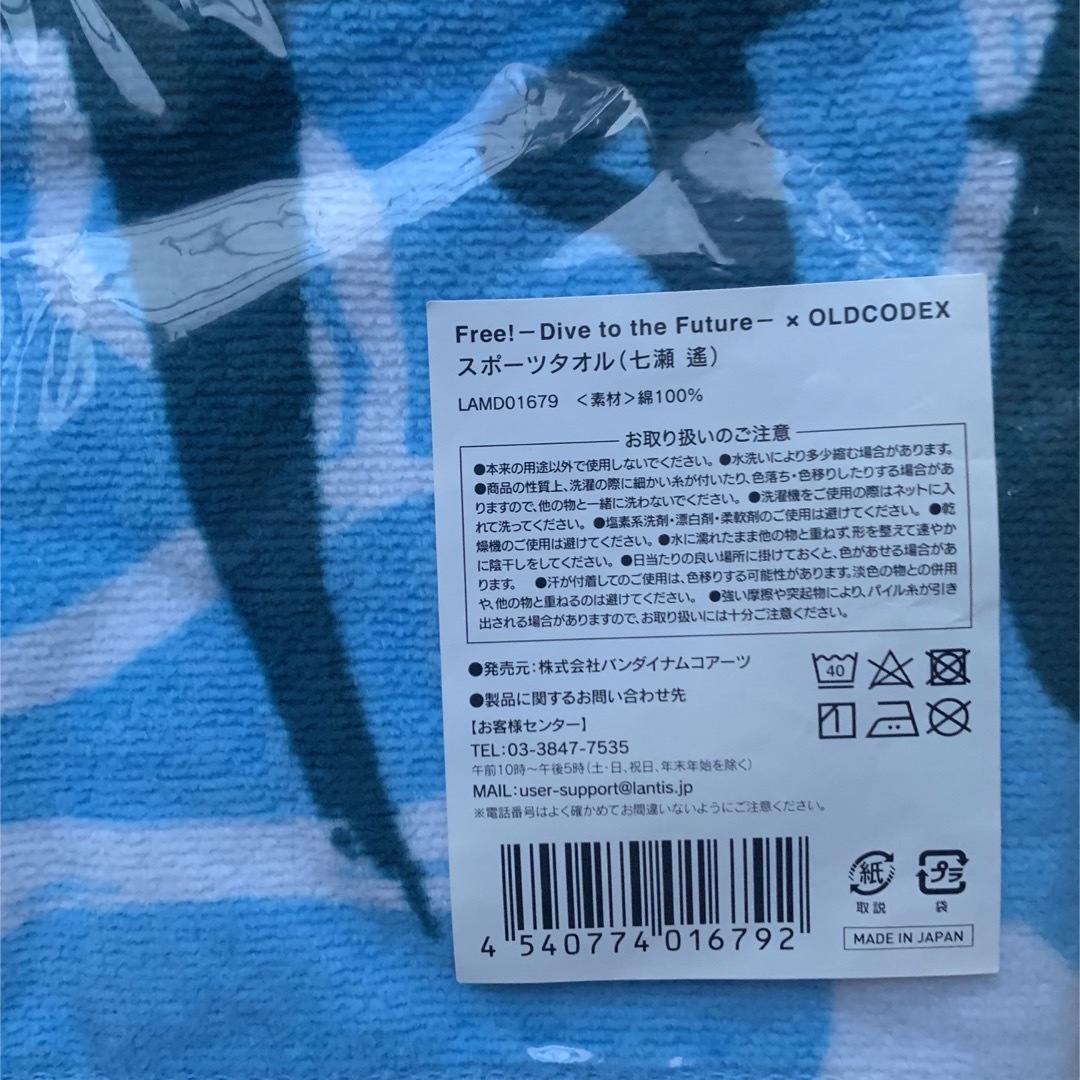 Free!－Dive to the Future－ × OLDCODEX
スポーツタオル(七瀬 遙)
LAMD01679 ＜素材＞綿100%
お取り扱いのご注意
●本来の用途以外で使用しないでください。●水洗いにより多少縮む場合があります。
●商品の性質上、洗濯の際に細かい糸が付いたり、色落ち・色移りしたりする場合があ
りますので、他の物と一緒に洗わないでください。●洗濯機をご使用の際はネットに入
れて洗ってください。●塩素系洗剤・漂白剤・柔軟剤のご使用は避けてください。●乾
燥機のご使用は避けてください。●水に濡れたまま他の物と重ねず、形を整えて速やか
に陰干しをしてください。●日当たりの良い場所に掛けておくと、色があせる場合があ
ります。●汗が付着してのご使用は、色移りする可能性があります。淡色の物との併用
や、他の物と重ねるのは避けてください。●強い摩擦や突起物により、パイル糸が引き
出される場合がありますので、お取り扱いには十分ご注意ください。
●発売元：株式会社バンダイナムコアーツ
●製品に関するお問い合わせ先
【お客様センター】
TEL：03-3847-7535
午前10時～午後5時（土・日、祝日、年末年始を除く）
MAIL：user-support@lantis.jp
※電話番号はよく確かめてお間違いないようにご注意ください。
40
1
4 540774 016792
紙
取説
プラ
袋
MADE IN JAPAN